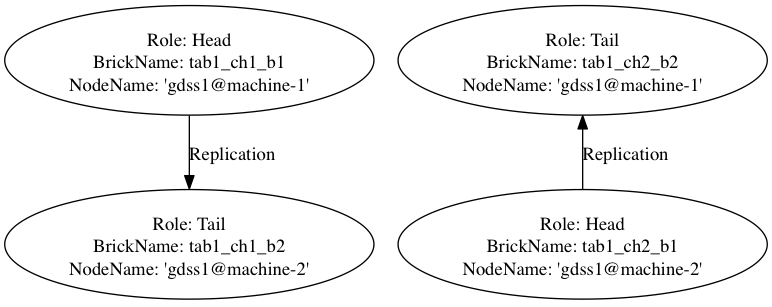 Role: Head
BrickName: tab1_ch1_b1
NodeName: 'gdss1@machine-1'
Role: Tail
BrickName: tab1_ch2_b2
NodeName: 'gdss1@machine-1'
Replication
Replication
Role: Tail
BrickName: tab1_ch1_b2
NodeName: 'gdss1@machine-2'
Role: Head
BrickName: tab1_ch2_b1
NodeName: 'gdss1@machine-2'